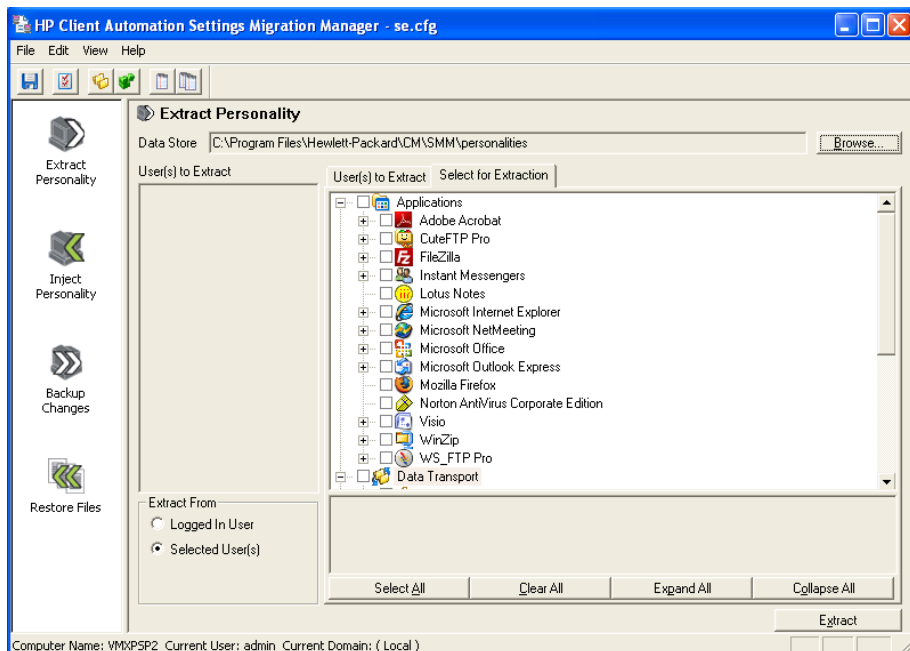 HP Client Automation Settings Migration Manager - se.cfg
File Edit View Help
Extract Personality
Data Store C:\Program Files\Hewlett-Packard\CM\SMM\personalities Browse...
Extract
Personality
Inject
Personality
Backup
Changes
Restore Files
User(s) to Extract
User(s) to Extract Select for Extraction
Applications
Adobe Acrobat
CuteFTP Pro
FileZilla
Instant Messengers
Lotus Notes
Microsoft Internet Explorer
Microsoft NetMeeting
Microsoft Office
Microsoft Outlook Express
Mozilla Firefox
Norton AntiVirus Corporate Edition
Visio
WinZip
WS_FTP Pro
Data Transport
Extract From
Logged In User
Selected User(s)
Select All Clear All Expand All Collapse All
Extract
Computer Name: VMXPSP2 Current User: admin Current Domain: ( Local )